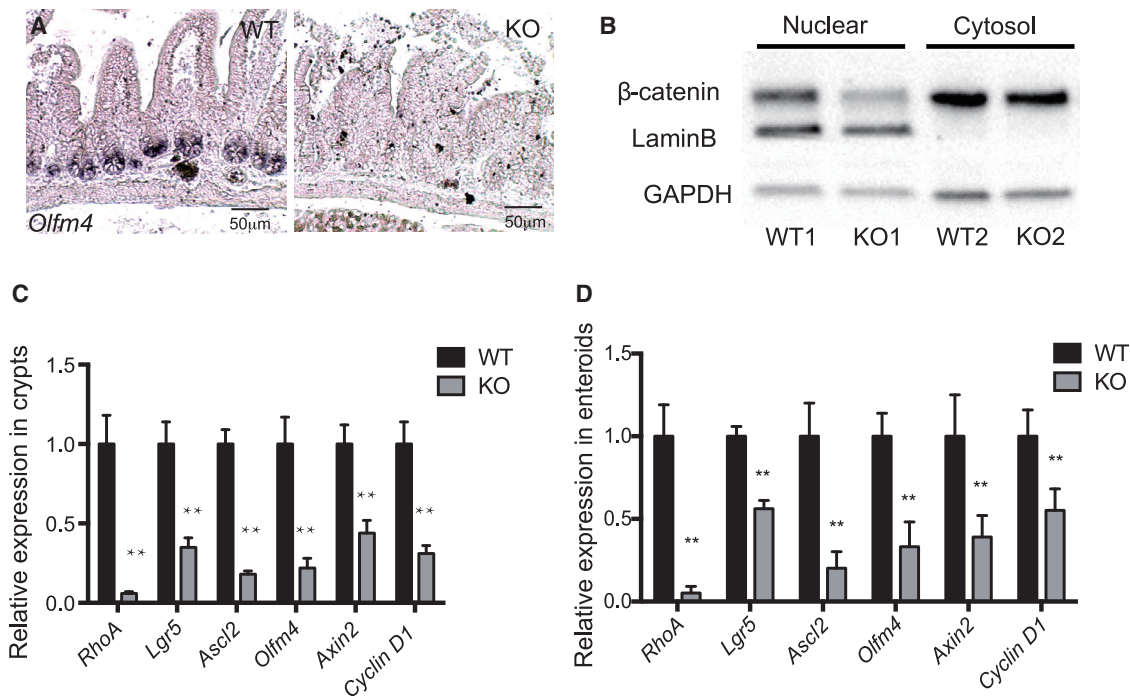 A
WT
KO
Olfm4
50μm
50μm
B
Nuclear
Cytosol
β-catenin
LaminB
GAPDH
WT1
KO1
WT2
KO2
C
Relative expression in crypts
1.5
1.0
0.5
0.0
WT
KO
**
**
**
**
**
**
RhoA
Lgr5
Ascl2
Olfm4
Axin2
Cyclin D1
D
Relative expression in enteroids
1.5
1.0
0.5
0.0
WT
KO
**
**
**
**
**
**
RhoA
Lgr5
Ascl2
Olfm4
Axin2
Cyclin D1